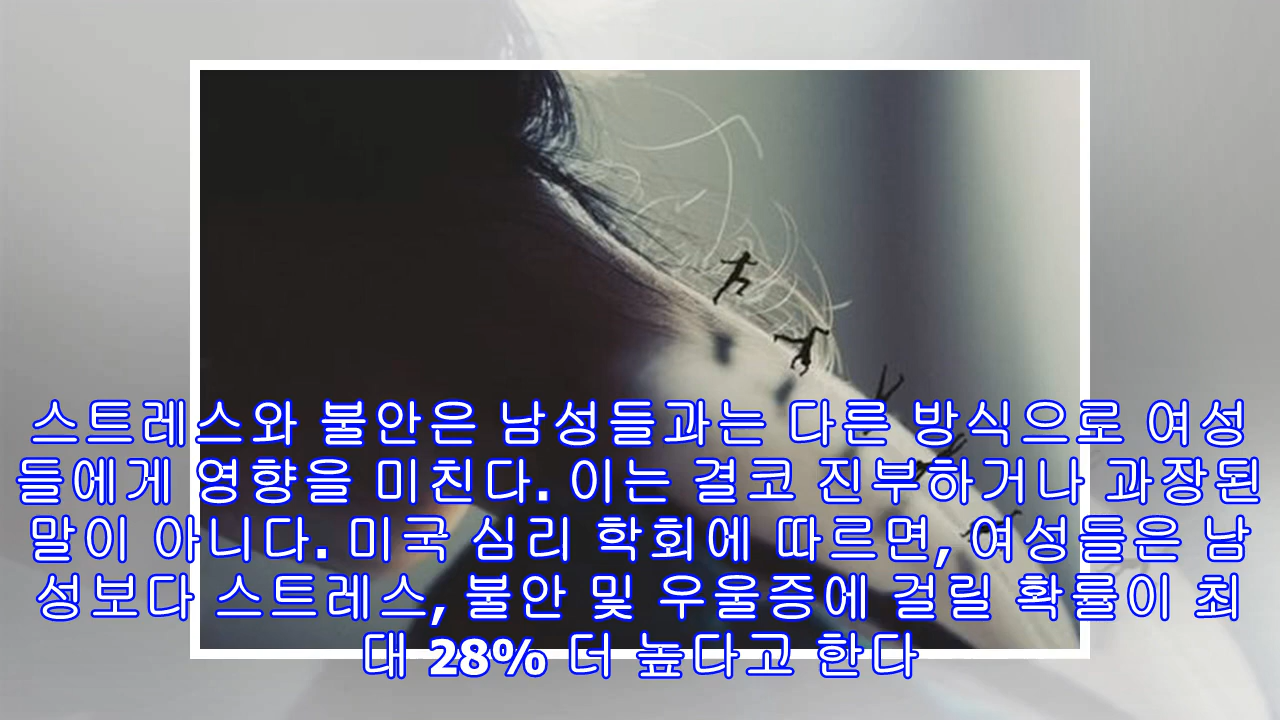 스트레스와 불안은 남성들과는 다른 방식으로 여성
들에게 영향을 미친다. 이는 결코 진부하거나 과장된
말이 아니다. 미국 심리 학회에 따르면, 여성들은 남
성보다 스트레스, 불안 및 우울증에 걸릴 확률이 최
대 28% 더 높다고 한다